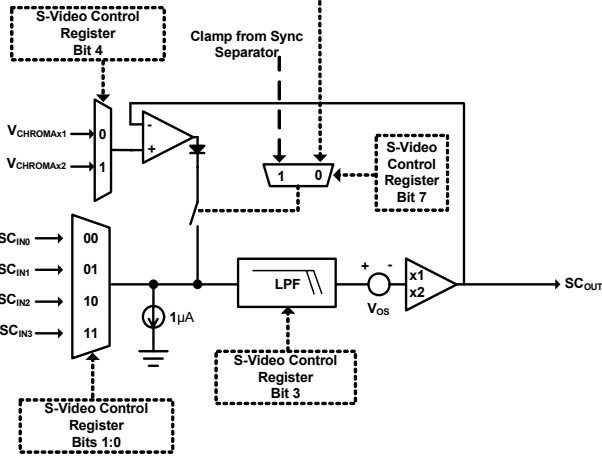 S-Video Control
Register
Bit 4
Clamp from Sync
Separator
VCHROMAx1
0
VCHROMAx2
1
-
+
1 0
S-Video
Control
Register
Bit 7
SCIN0
00
SCIN1
01
SCIN2
10
SCIN3
11
1µA
LPF
+ -
VOS
x1
x2
SCOUT
S-Video Control
Register
Bit 3
S-Video Control
Register
Bits 1:0